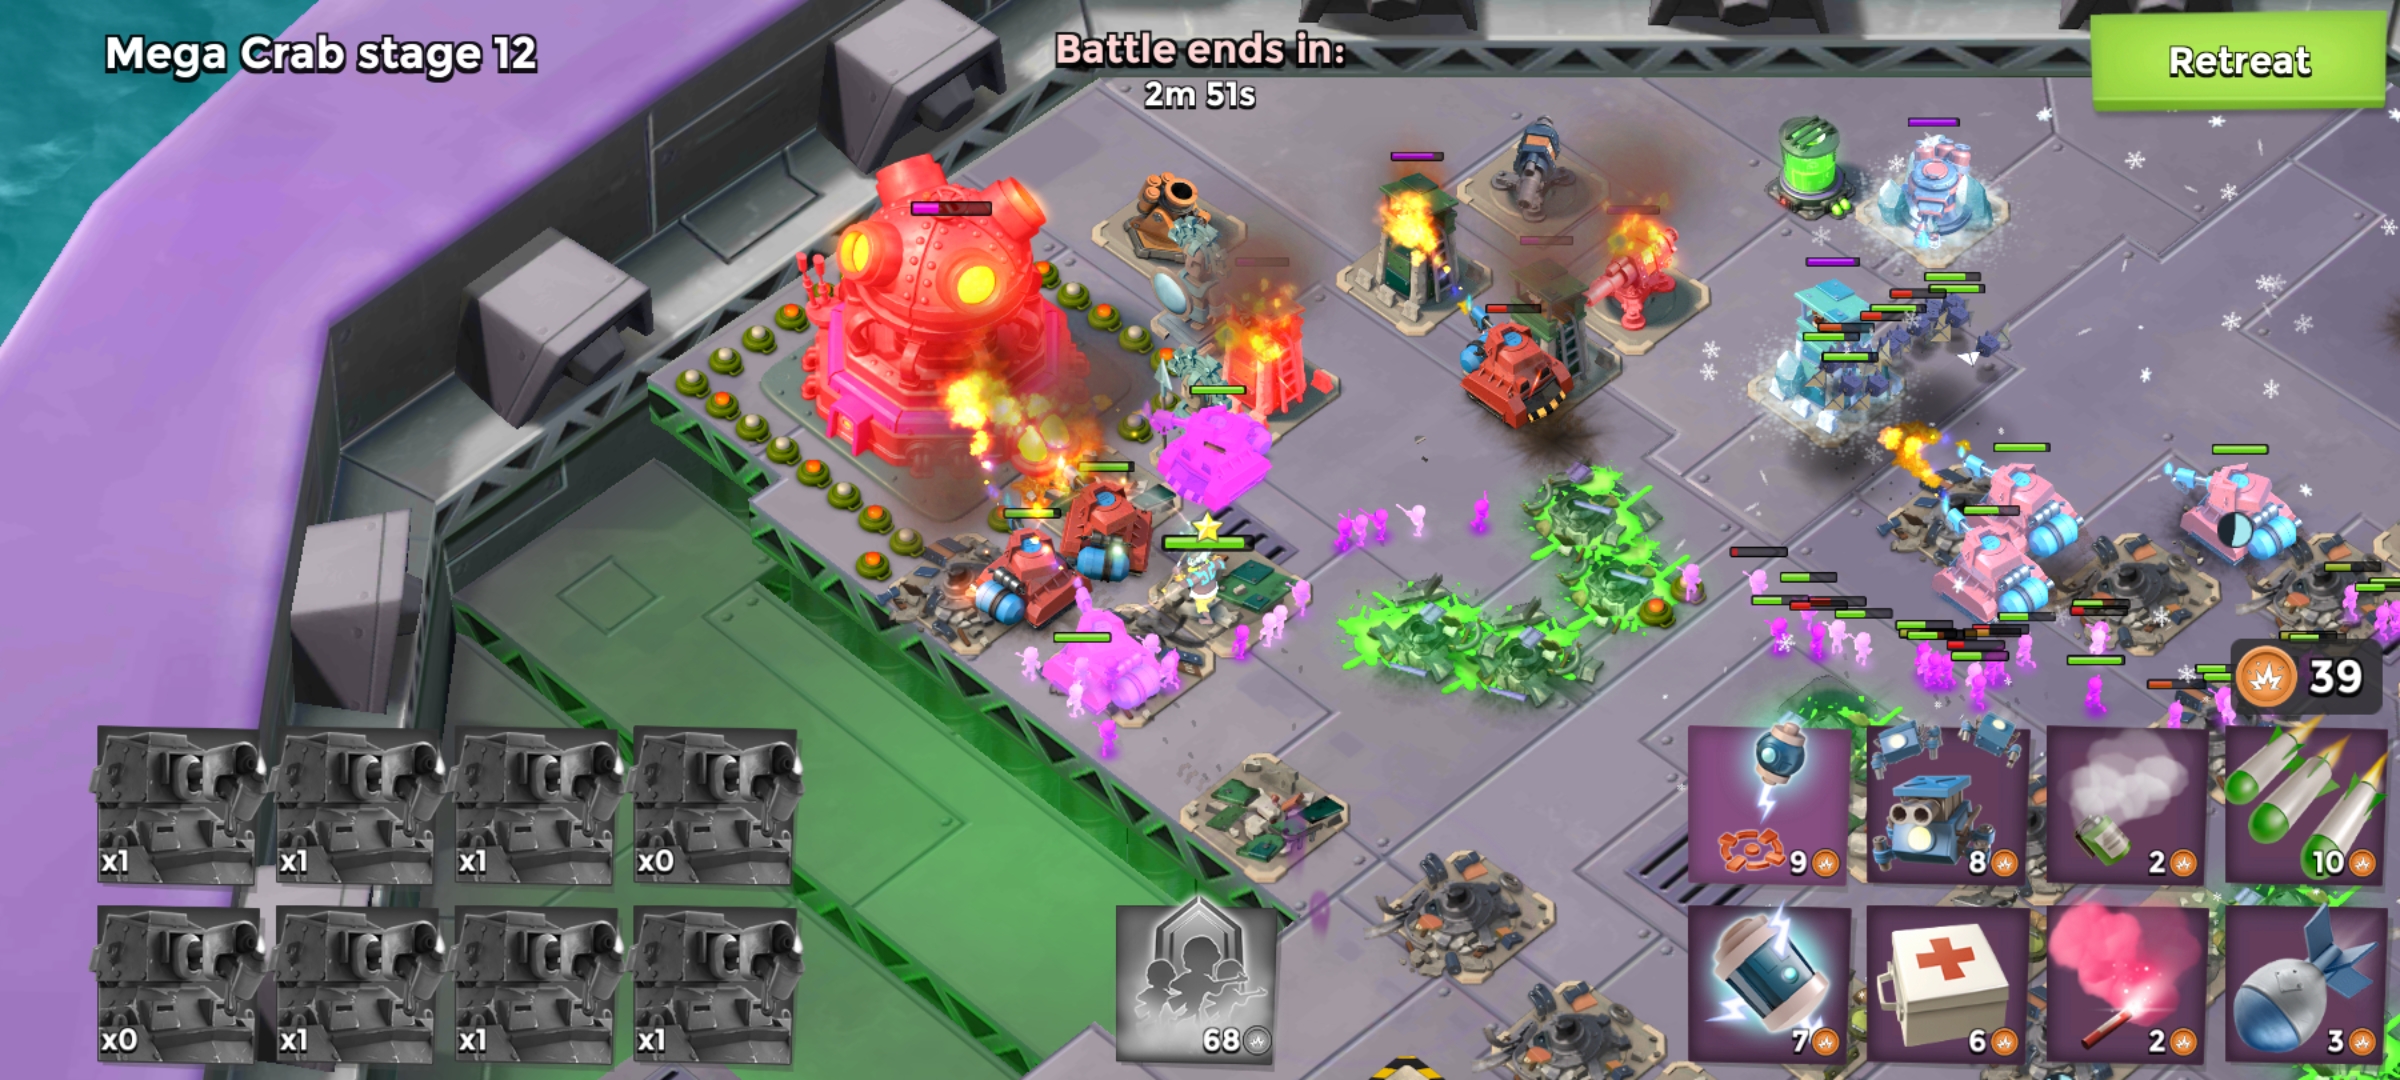 Mega Crab stage 12
Battle ends in:
2m 51s
Retreat
39
x1
x1
x1
x0
9
8
2
10
x0
x1
x1
x1
68
7
6
2
3